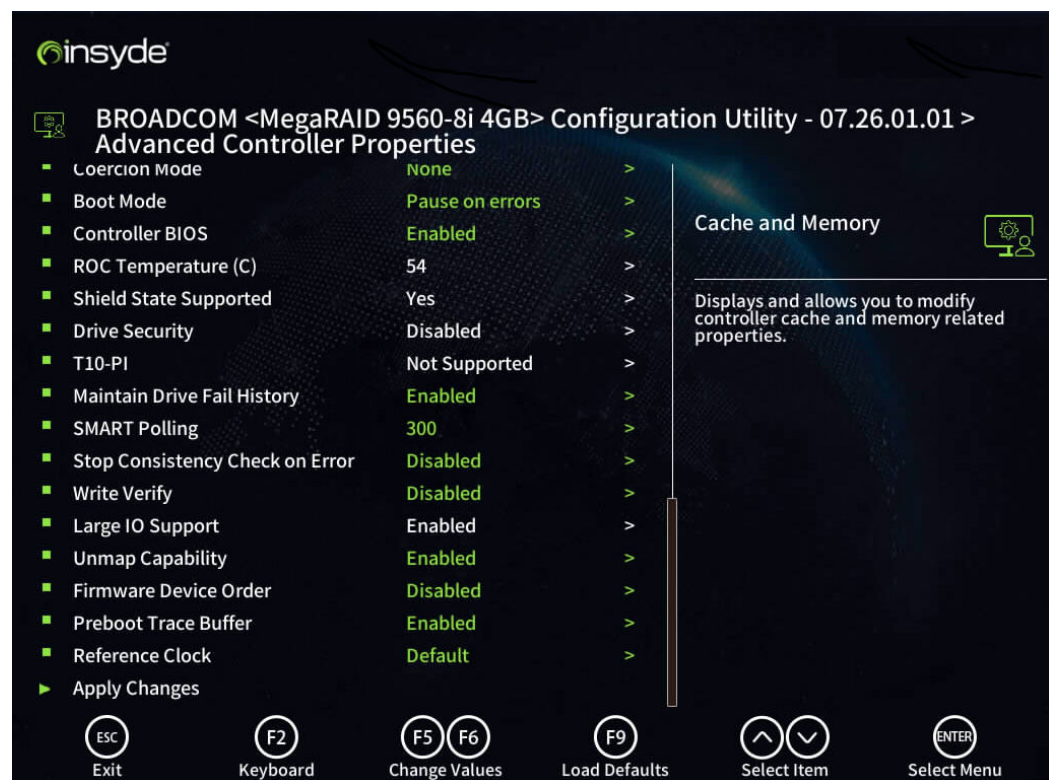 insyde
BROADCOM <MegaRAID 9560-8i 4GB> Configuration Utility - 07.26.01.01 >
Advanced Controller Properties
Coercion Mode None >
Boot Mode Pause on errors >
Controller BIOS Enabled >
ROC Temperature (C) 54 >
Shield State Supported Yes >
Drive Security Disabled >
T10-PI Not Supported >
Maintain Drive Fail History Enabled >
SMART Polling 300 >
Stop Consistency Check on Error Disabled >
Write Verify Disabled >
Large IO Support Enabled >
Unmap Capability Enabled >
Firmware Device Order Disabled >
Preboot Trace Buffer Enabled >
Reference Clock Default >
Apply Changes
Cache and Memory
Displays and allows you to modify
controller cache and memory related
properties.
ESC F2 F5 F6 F9 ENTER
Exit Keyboard Change Values Load Defaults Select Item Select Menu